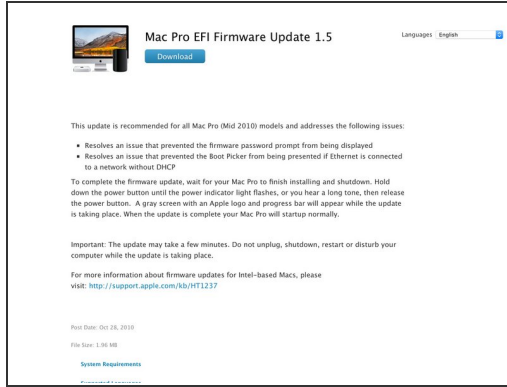 Mac Pro EFI Firmware Update 1.5
Languages English
Download
This update is recommended for all Mac Pro (Mid 2010) models and addresses the following issues:
Resolves an issue that prevented the firmware password prompt from being displayed
Resolves an issue that prevented the Boot Picker from being presented if Ethernet is connected
to a network without DHCP
To complete the firmware update, wait for your Mac Pro to finish installing and shutdown. Hold
down the power button until the power indicator light flashes, or you hear a long tone, then release
the power button. A gray screen with an Apple logo and progress bar will appear while the update
is taking place. When the update is complete your Mac Pro will startup normally.
Important: The update may take a few minutes. Do not unplug, shutdown, restart or disturb your
computer while the update is taking place.
For more information about firmware updates for Intel-based Macs, please
visit: http://support.apple.com/kb/HT1237
Post Date: Oct 28, 2010
File Size: 1.06 MB
System Requirements
Supported Languages